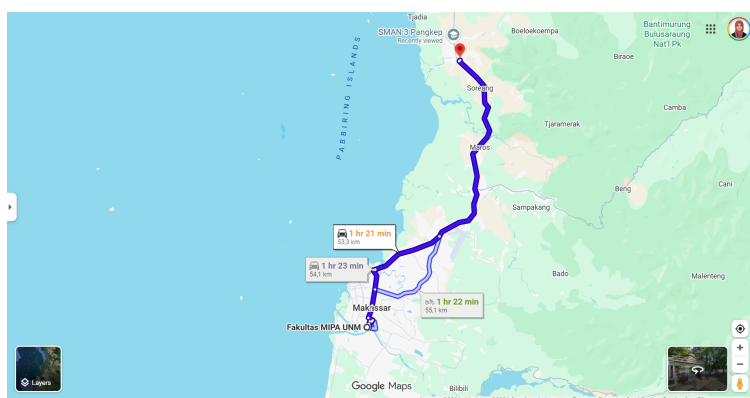 Tjadia
SMAN 3 Pangkep
Recently viewed
Boeloekoempa
Bantimurung
Bulusaraung
Nat'l Pk
Birace
Soreang
Camba
PABBIRING ISLANDS
Tjaramerak
Maros
Beng
Cani
Sampakang
1 hr 21 min
53,3 km
1 hr 23 min
54,1 km
Bado
Malenteng
1 hr 22 min
55,1 km
Makassar
Fakultas MIPA UNM
Layers
Google Maps
Bilibili